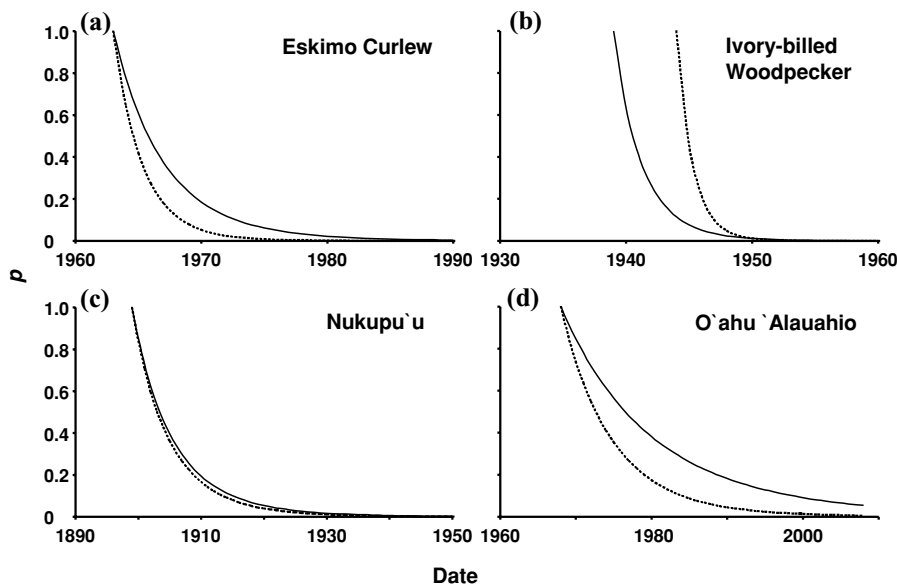 (a)
Eskimo Curlew
1.0
0.8
0.6
0.4
0.2
0
1960 1970 1980 1990
(b)
Ivory-billed
Woodpecker
1930 1940 1950 1960
p
(c)
Nukupu`u
1.0
0.8
0.6
0.4
0.2
0
1890 1910 1930 1950
(d)
O`ahu `Alauahio
1960 1980 2000
Date